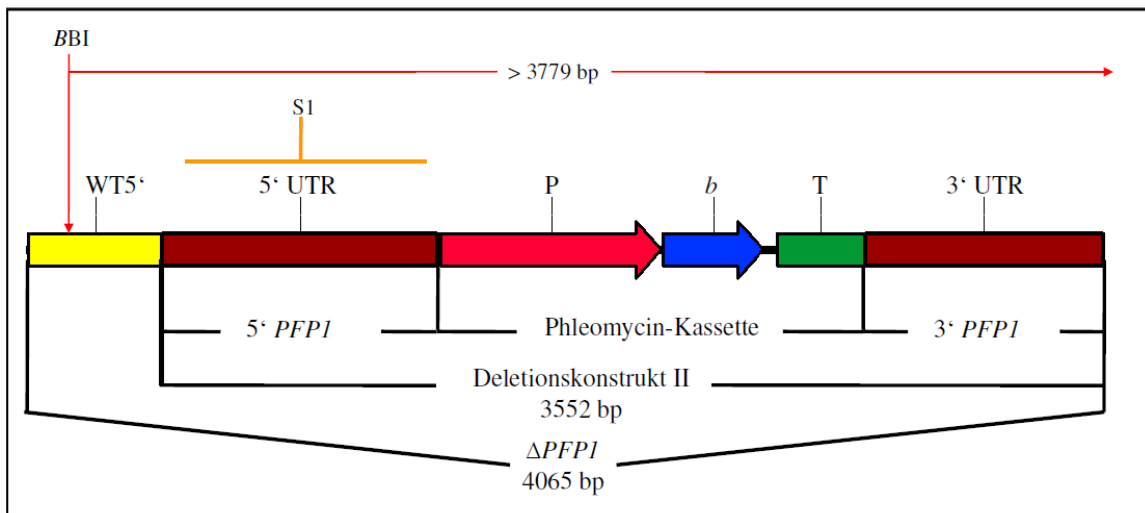 BBI
> 3779 bp
S1
WT5‘ 5‘ UTR P b T 3‘ UTR
5‘ PFP1 Phleomycin-Kassette 3‘ PFP1
Deletionskonstrukt II
3552 bp
ΔPFP1
4065 bp